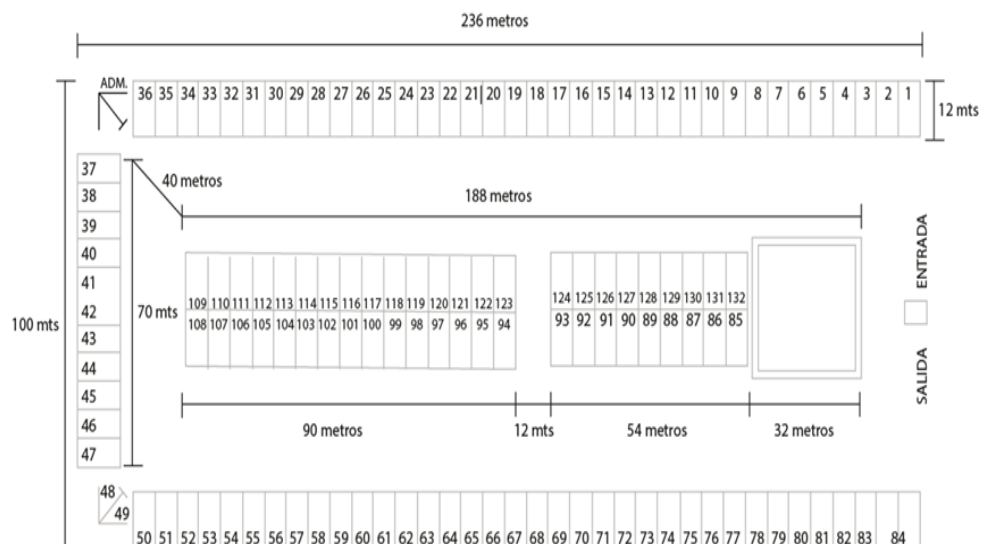 236 metros
ADM. 36 35 34 33 32 31 30 29 28 27 26 25 24 23 22 21 20 19 18 17 16 15 14 13 12 11 10 9 8 7 6 5 4 3 2 1
12 mts
37
40 metros
38
188 metros
39
40
41
42
43
44
45
46
47
100 mts
70 mts
109 110 111 112 113 114 115 116 117 118 119 120 121 122 123
108 107 106 105 104 103 102 101 100 99 98 97 96 95 94
124 125 126 127 128 129 130 131 132
93 92 91 90 89 88 87 86 85
ENTRADA
SALIDA
90 metros
12 mts
54 metros
32 metros
48
49
50 51 52 53 54 55 56 57 58 59 60 61 62 63 64 65 66 67 68 69 70 71 72 73 74 75 76 77 78 79 80 81 82 83 84